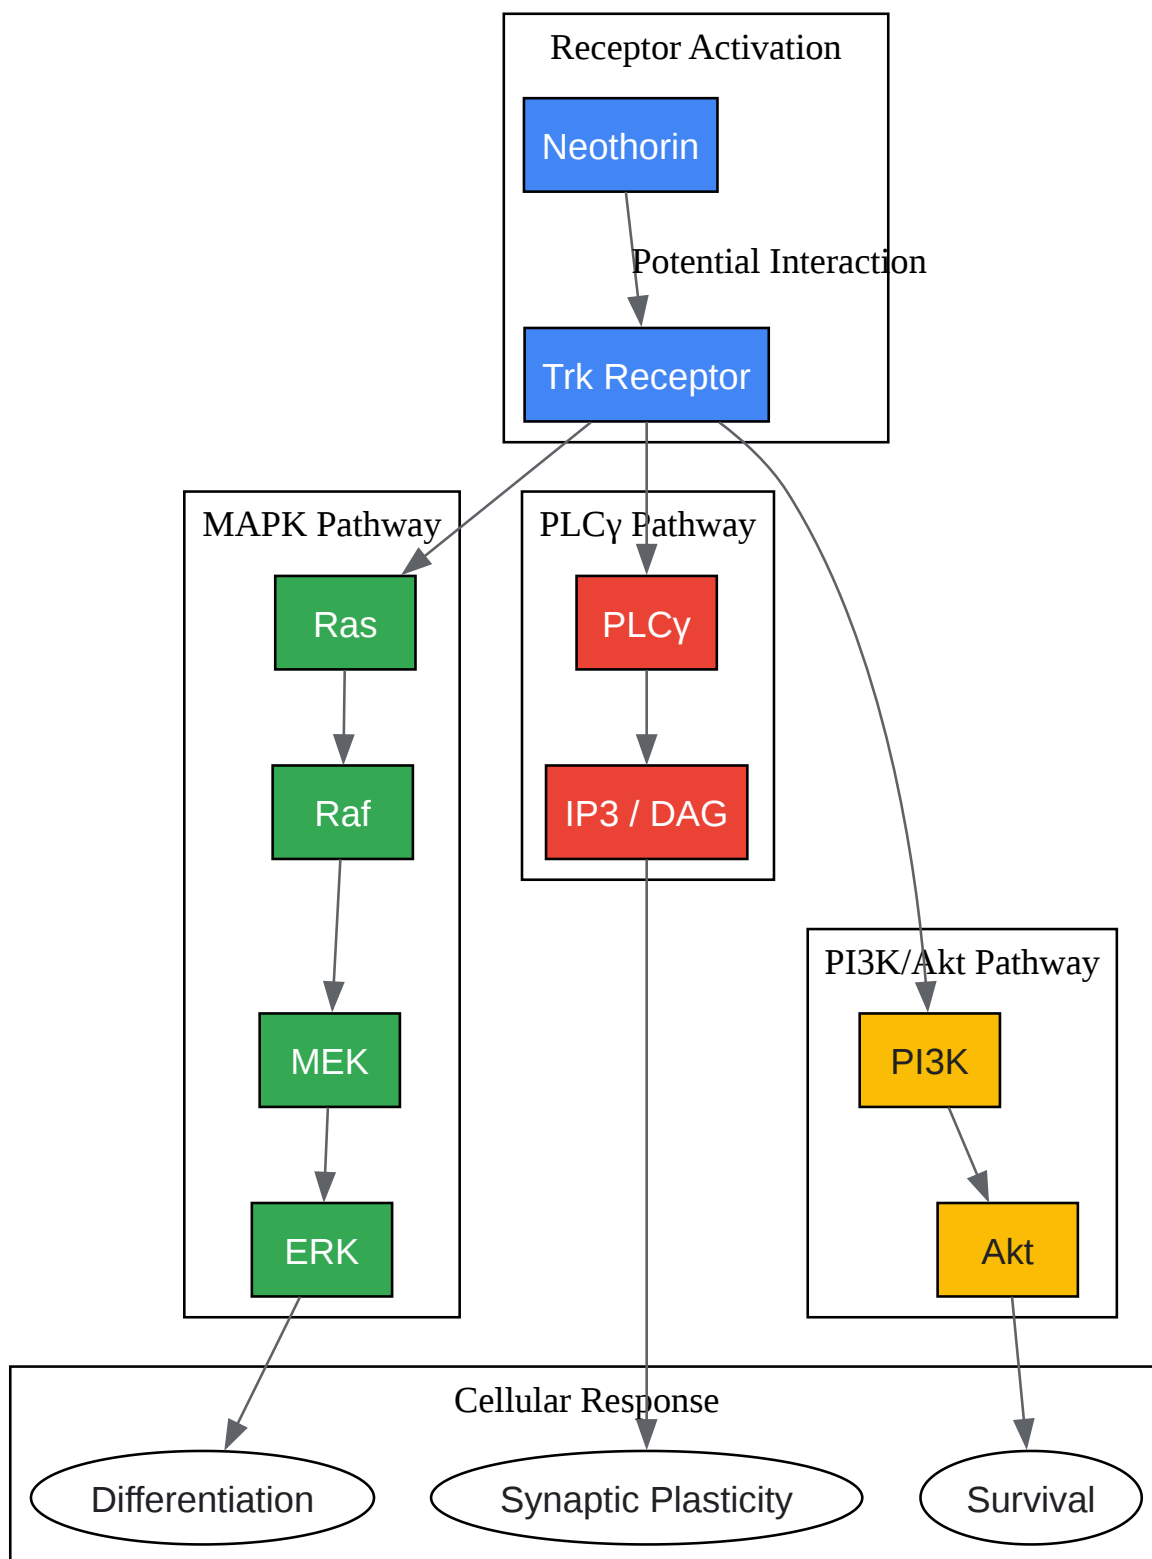 Receptor Activation
Neothorin
Potential Interaction
Trk Receptor
MAPK Pathway
PLCγ Pathway
Ras
PLCγ
Raf
IP3 / DAG
PI3K/Akt Pathway
MEK
PI3K
ERK
Akt
Cellular Response
Differentiation
Synaptic Plasticity
Survival